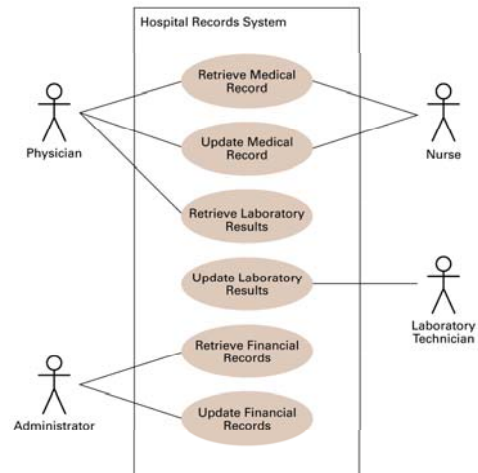 Hospital Records System
Retrieve Medical
Record
Physician
Update Medical
Record
Nurse
Retrieve Laboratory
Results
Update Laboratory
Results
Laboratory
Technician
Retrieve Financial
Records
Administrator
Update Financial
Records